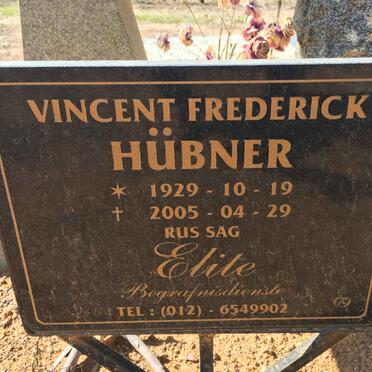 VINCENT FREDERICK
HÜBNER
✶ 1929 - 10 - 19
† 2005 - 04 - 29
RUS SAG
Elite
Begrafnisdienste
TEL : (012) - 6549902